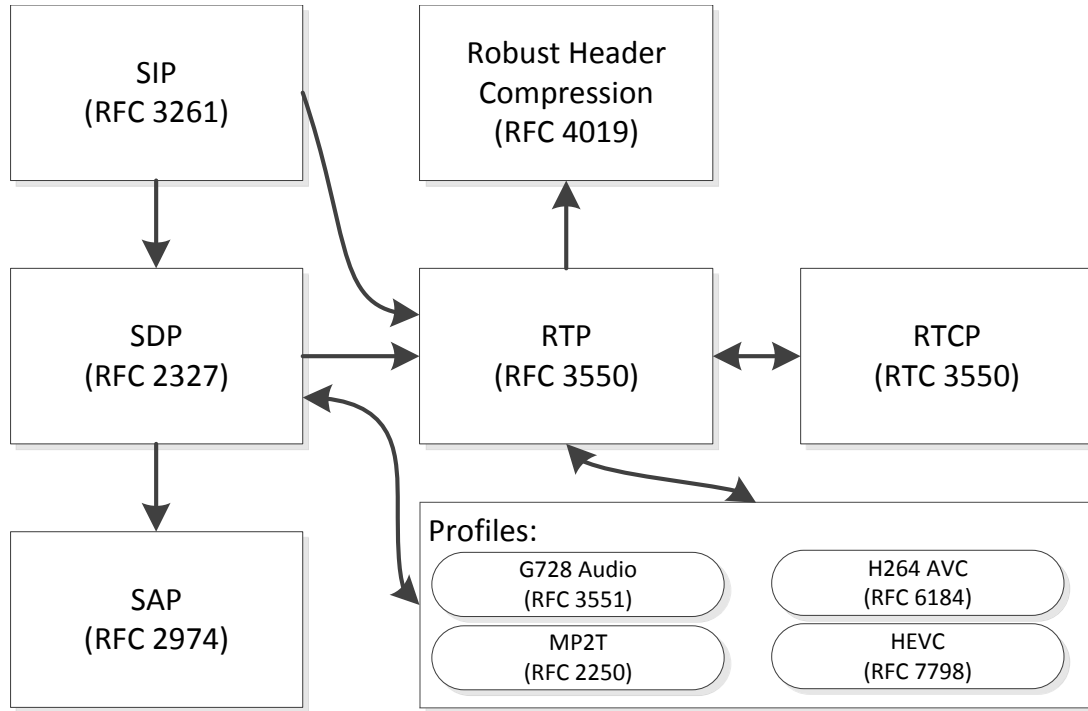 SIP
(RFC 3261)
Robust Header
Compression
(RFC 4019)
SDP
(RFC 2327)
RTP
(RFC 3550)
RTCP
(RTC 3550)
SAP
(RFC 2974)
Profiles:
G728 Audio
(RFC 3551)
H264 AVC
(RFC 6184)
MP2T
(RFC 2250)
HEVC
(RFC 7798)